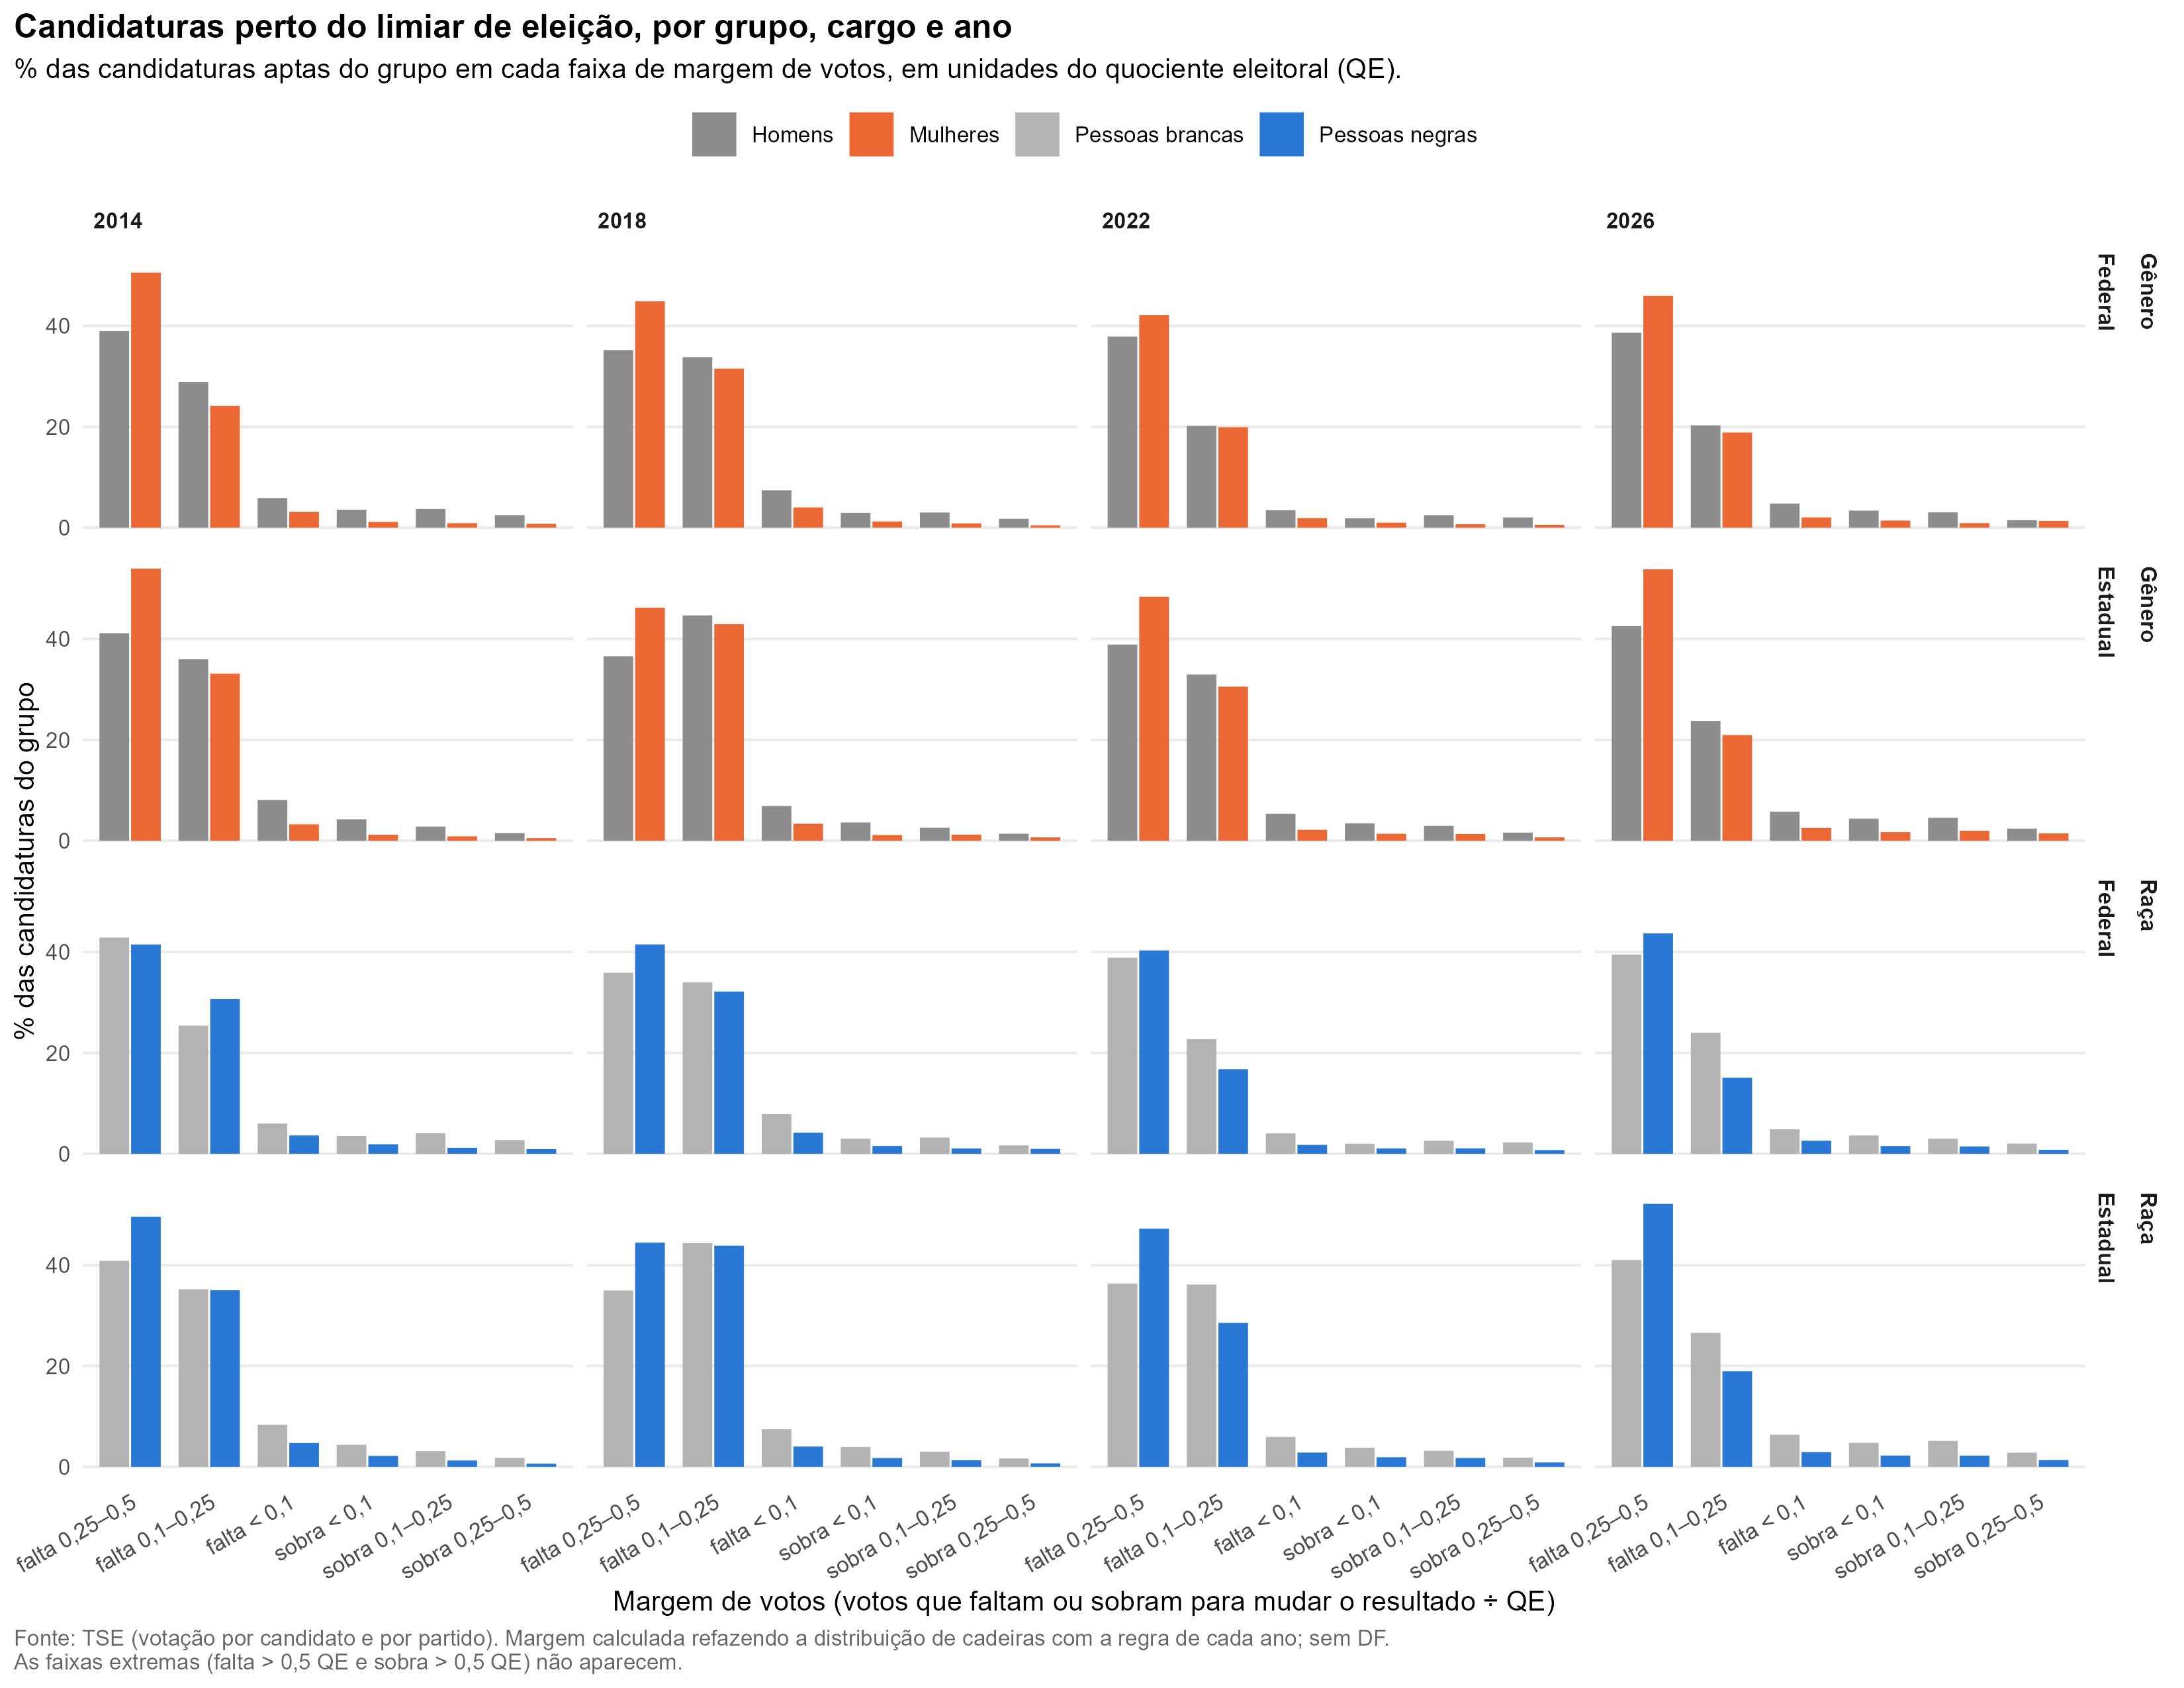 Candidaturas perto do limiar de eleição, por grupo, cargo e ano
% das candidaturas aptas do grupo em cada faixa de margem de votos, em unidades do quociente eleitoral (QE).
Homens Mulheres Pessoas brancas Pessoas negras
2014 2018 2022 2026
% das candidaturas do grupo
40
20
0
Gênero
Federal
40
20
0
Gênero
Estadual
40
20
0
Raça
Federal
40
20
0
Raça
Estadual
falta 0,25–0,5 falta 0,1–0,25 falta < 0,1 sobra < 0,1 sobra 0,1–0,25 sobra 0,25–0,5
falta 0,25–0,5 falta 0,1–0,25 falta < 0,1 sobra < 0,1 sobra 0,1–0,25 sobra 0,25–0,5
falta 0,25–0,5 falta 0,1–0,25 falta < 0,1 sobra < 0,1 sobra 0,1–0,25 sobra 0,25–0,5
falta 0,25–0,5 falta 0,1–0,25 falta < 0,1 sobra < 0,1 sobra 0,1–0,25 sobra 0,25–0,5
Margem de votos (votos que faltam ou sobram para mudar o resultado ÷ QE)
Fonte: TSE (votação por candidato e por partido). Margem calculada refazendo a distribuição de cadeiras com a regra de cada ano; sem DF.
As faixas extremas (falta > 0,5 QE e sobra > 0,5 QE) não aparecem.